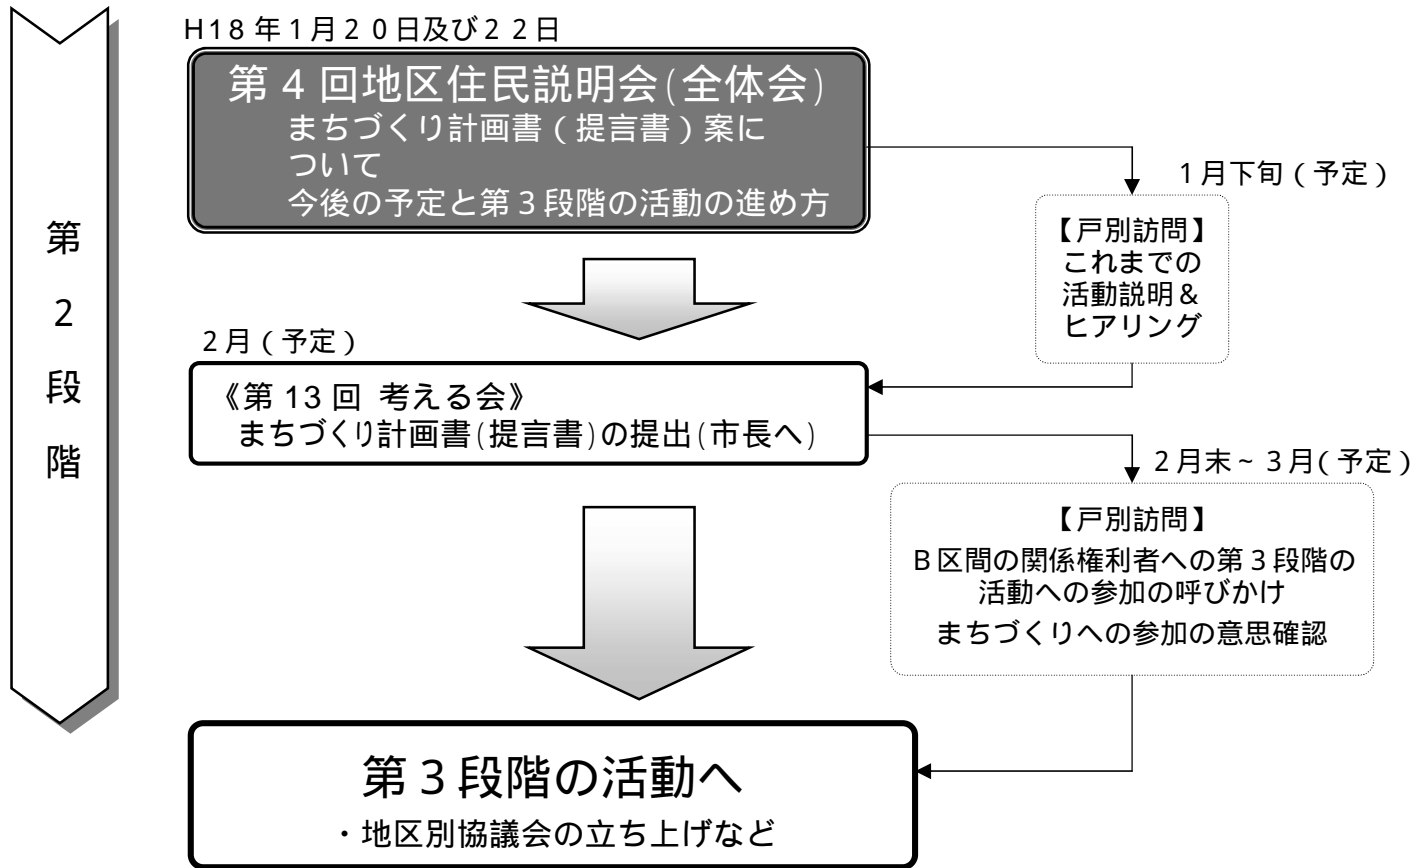 第２段階
H18年1月２０日及び２２日
第４回地区住民説明会(全体会)
まちづくり計画書（提言書）案に
ついて
今後の予定と第３段階の活動の進め方
１月下旬（予定）
【戸別訪問】
これまでの
活動説明＆
ヒアリング
２月（予定）
《第 13 回 考える会》
まちづくり計画書(提言書)の提出(市長へ)
２月末～３月(予定)
【戸別訪問】
B区間の関係権利者への第３段階の
活動への参加の呼びかけ
まちづくりへの参加の意思確認
第３段階の活動へ
・地区別協議会の立ち上げなど